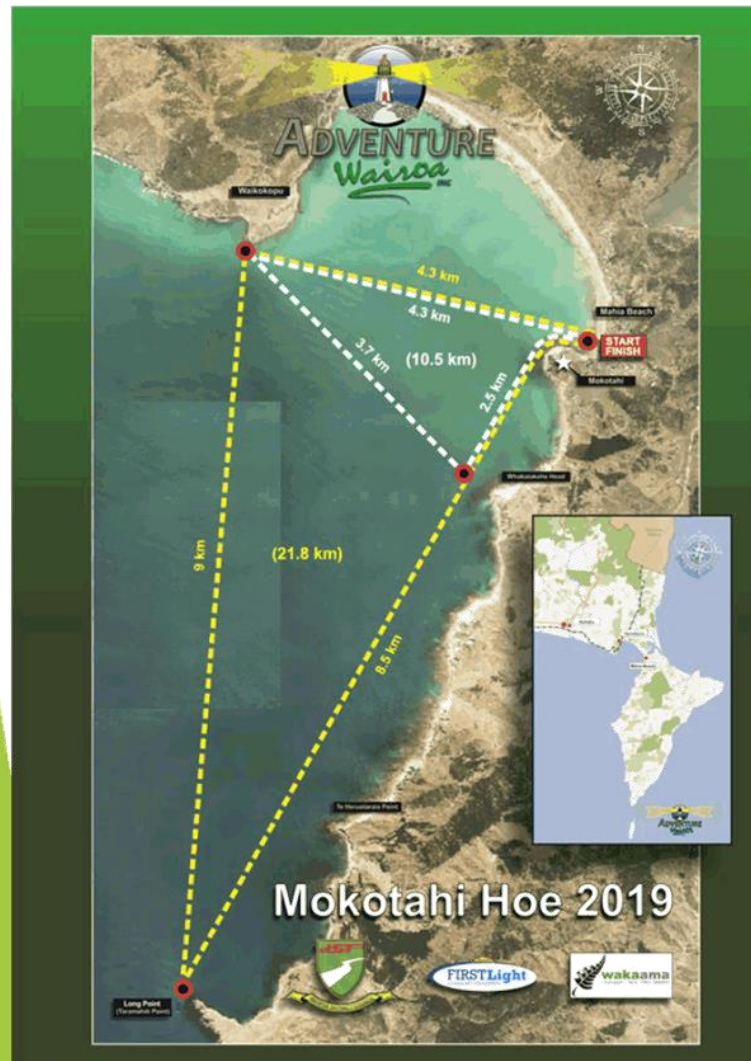 ADVENTURE
Wairoa
INC
N
S
W
Waikokopu
4.3 km
4.3 km
Mahia Beach
START
FINISH
3.7 km
(10.5 km)
2.5 km
Mokotahi
9 km
(21.8 km)
8.5 km
Long Point
Mokotahi Hoe 2019
FIRSTLight
wakaama
ADVENTURE